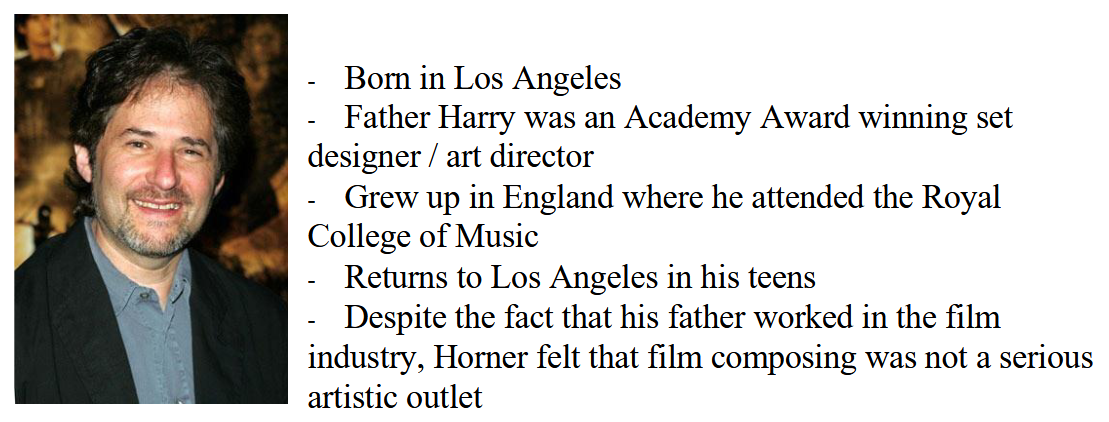 - Born in Los Angeles
- Father Harry was an Academy Award winning set
designer / art director
- Grew up in England where he attended the Royal
College of Music
- Returns to Los Angeles in his teens
- Despite the fact that his father worked in the film
industry, Horner felt that film composing was not a serious
artistic outlet